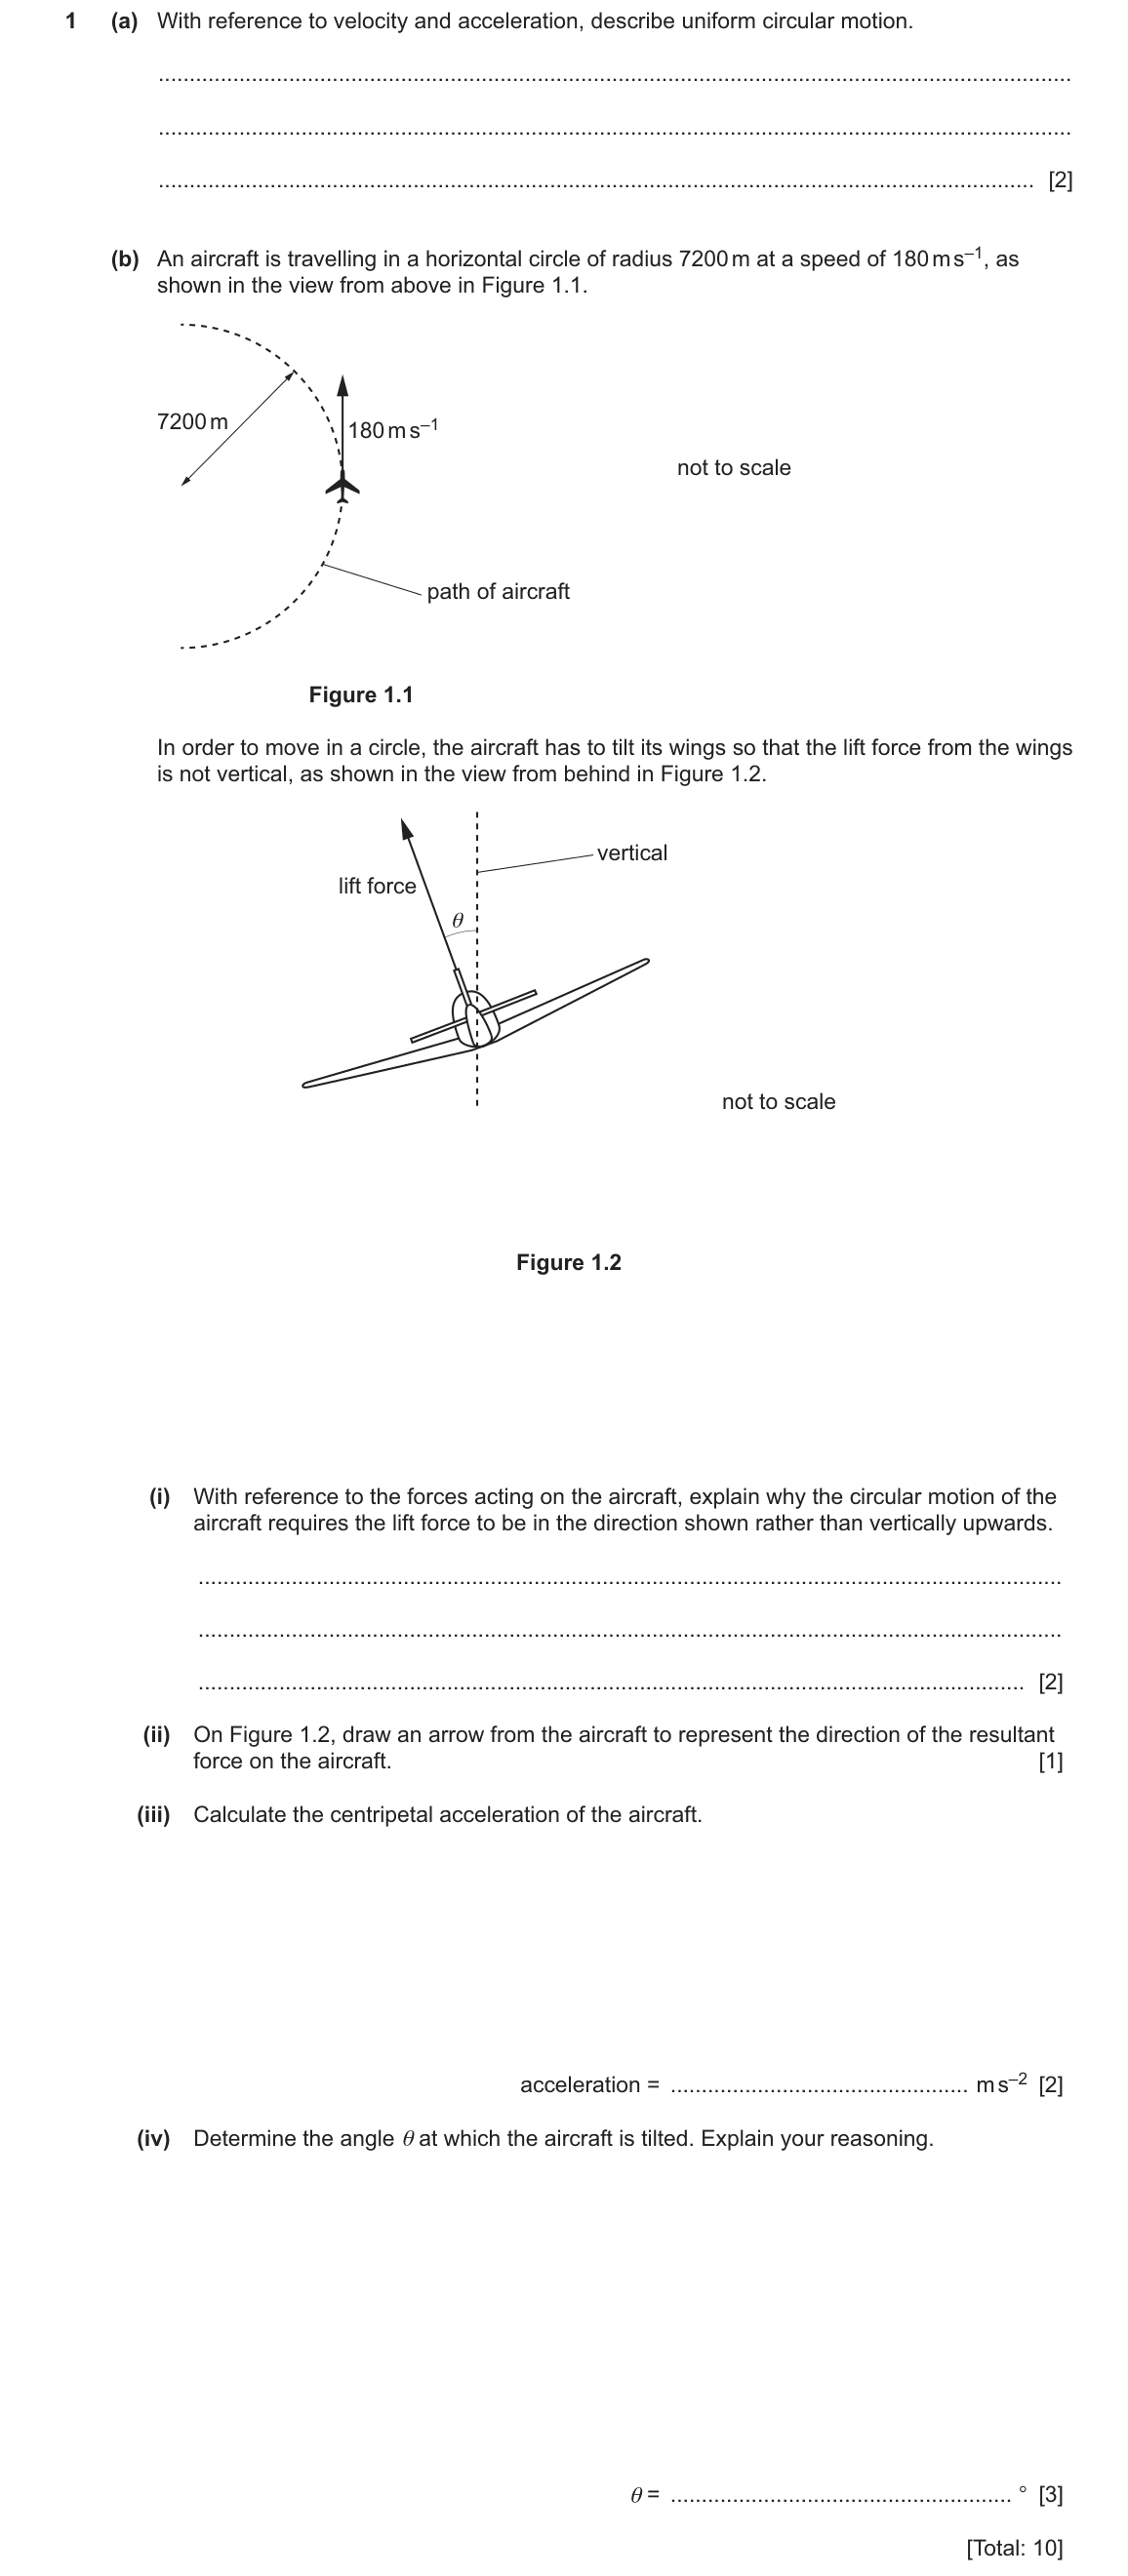 1 (a) With reference to velocity and acceleration, describe uniform circular motion.
..........................................................................................
..........................................................................................
.......................................................................................... [2]
(b) An aircraft is travelling in a horizontal circle of radius 7200 m at a speed of 180 m s⁻¹, as
shown in the view from above in Figure 1.1.
7200 m
180 m s⁻¹
not to scale
path of aircraft
Figure 1.1
In order to move in a circle, the aircraft has to tilt its wings so that the lift force from the wings
is not vertical, as shown in the view from behind in Figure 1.2.
vertical
lift force
θ
not to scale
Figure 1.2
(i) With reference to the forces acting on the aircraft, explain why the circular motion of the
aircraft requires the lift force to be in the direction shown rather than vertically upwards.
..........................................................................................
..........................................................................................
.......................................................................................... [2]
(ii) On Figure 1.2, draw an arrow from the aircraft to represent the direction of the resultant
force on the aircraft. [1]
(iii) Calculate the centripetal acceleration of the aircraft.
acceleration = ................................................ m s⁻² [2]
(iv) Determine the angle θ at which the aircraft is tilted. Explain your reasoning.
θ = ...................................................... ° [3]
[Total: 10]